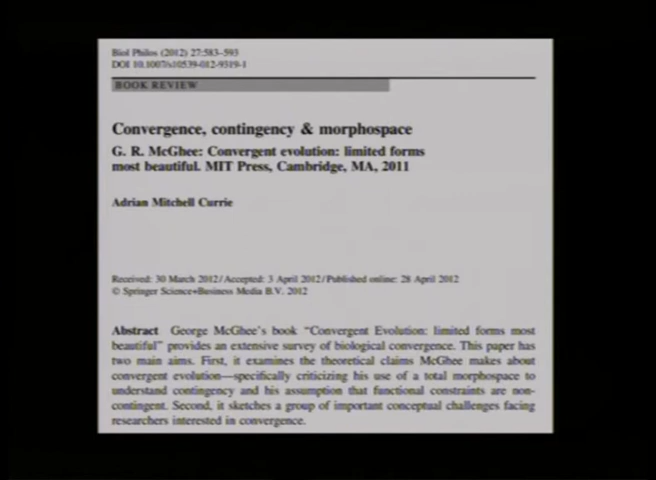 Biol Philos (2012) 27:583–593
DOI 10.1007/s10539-012-9319-1
BOOK REVIEW
Convergence, contingency & morphospace
G. R. McGhee: Convergent evolution: limited forms
most beautiful. MIT Press, Cambridge, MA, 2011
Adrian Mitchell Currie
Received: 30 March 2012 / Accepted: 3 April 2012 / Published online: 28 April 2012
© Springer Science+Business Media B.V. 2012
Abstract George McGhee's book "Convergent Evolution: limited forms most
beautiful" provides an extensive survey of biological convergence. This paper has
two main aims. First, it examines the theoretical claims McGhee makes about
convergent evolution—specifically criticizing his use of a total morphospace to
understand contingency and his assumption that functional constraints are non-
contingent. Second, it sketches a group of important conceptual challenges facing
researchers interested in convergence.